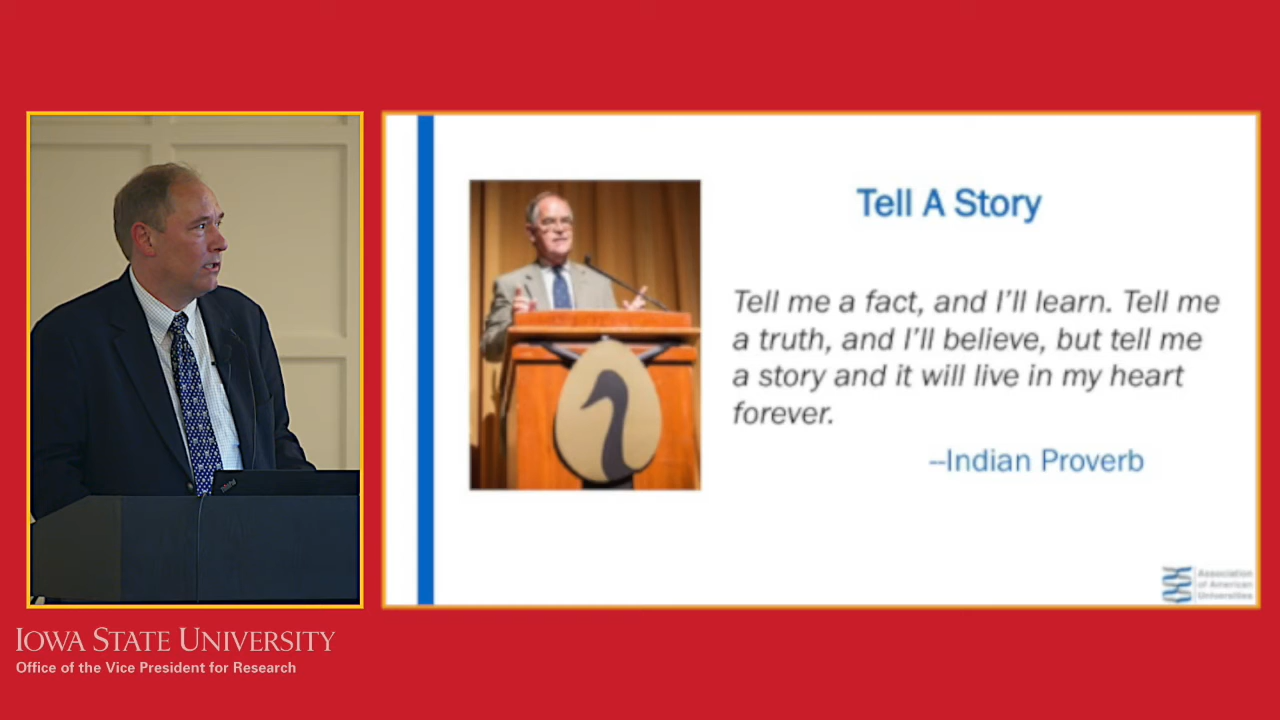 Tell A Story
Tell me a fact, and I'll learn. Tell me
a truth, and I'll believe, but tell me
a story and it will live in my heart
forever.
--Indian Proverb
Association
of American
Universities
IOWA STATE UNIVERSITY
Office of the Vice President for Research